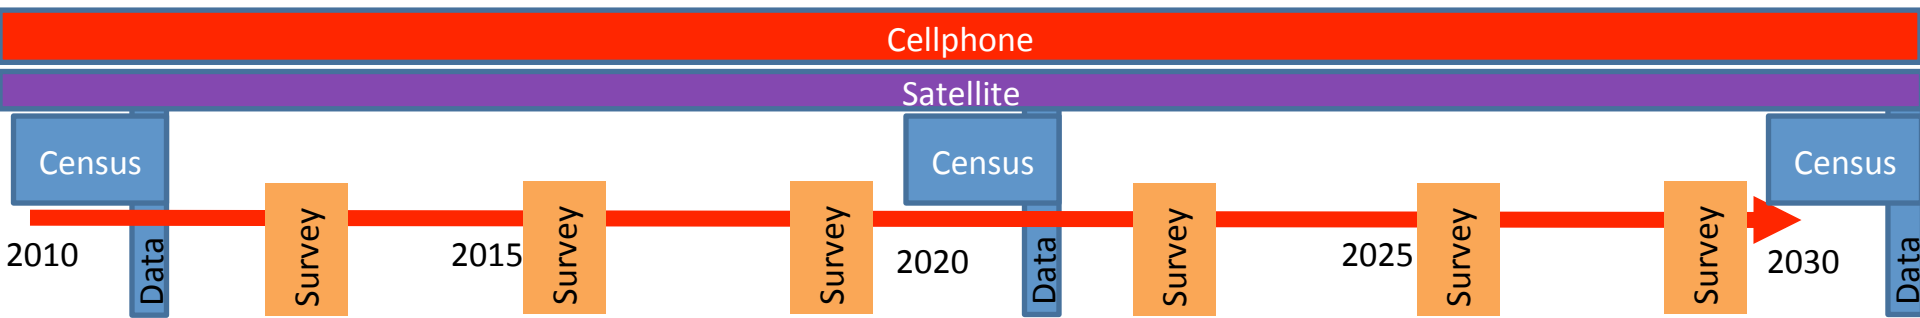 Cellphone
Satellite
Census
Census
Census
2010
Data
Survey
2015
Survey
Survey
2020
Data
Survey
2025
Survey
Survey
2030
Data